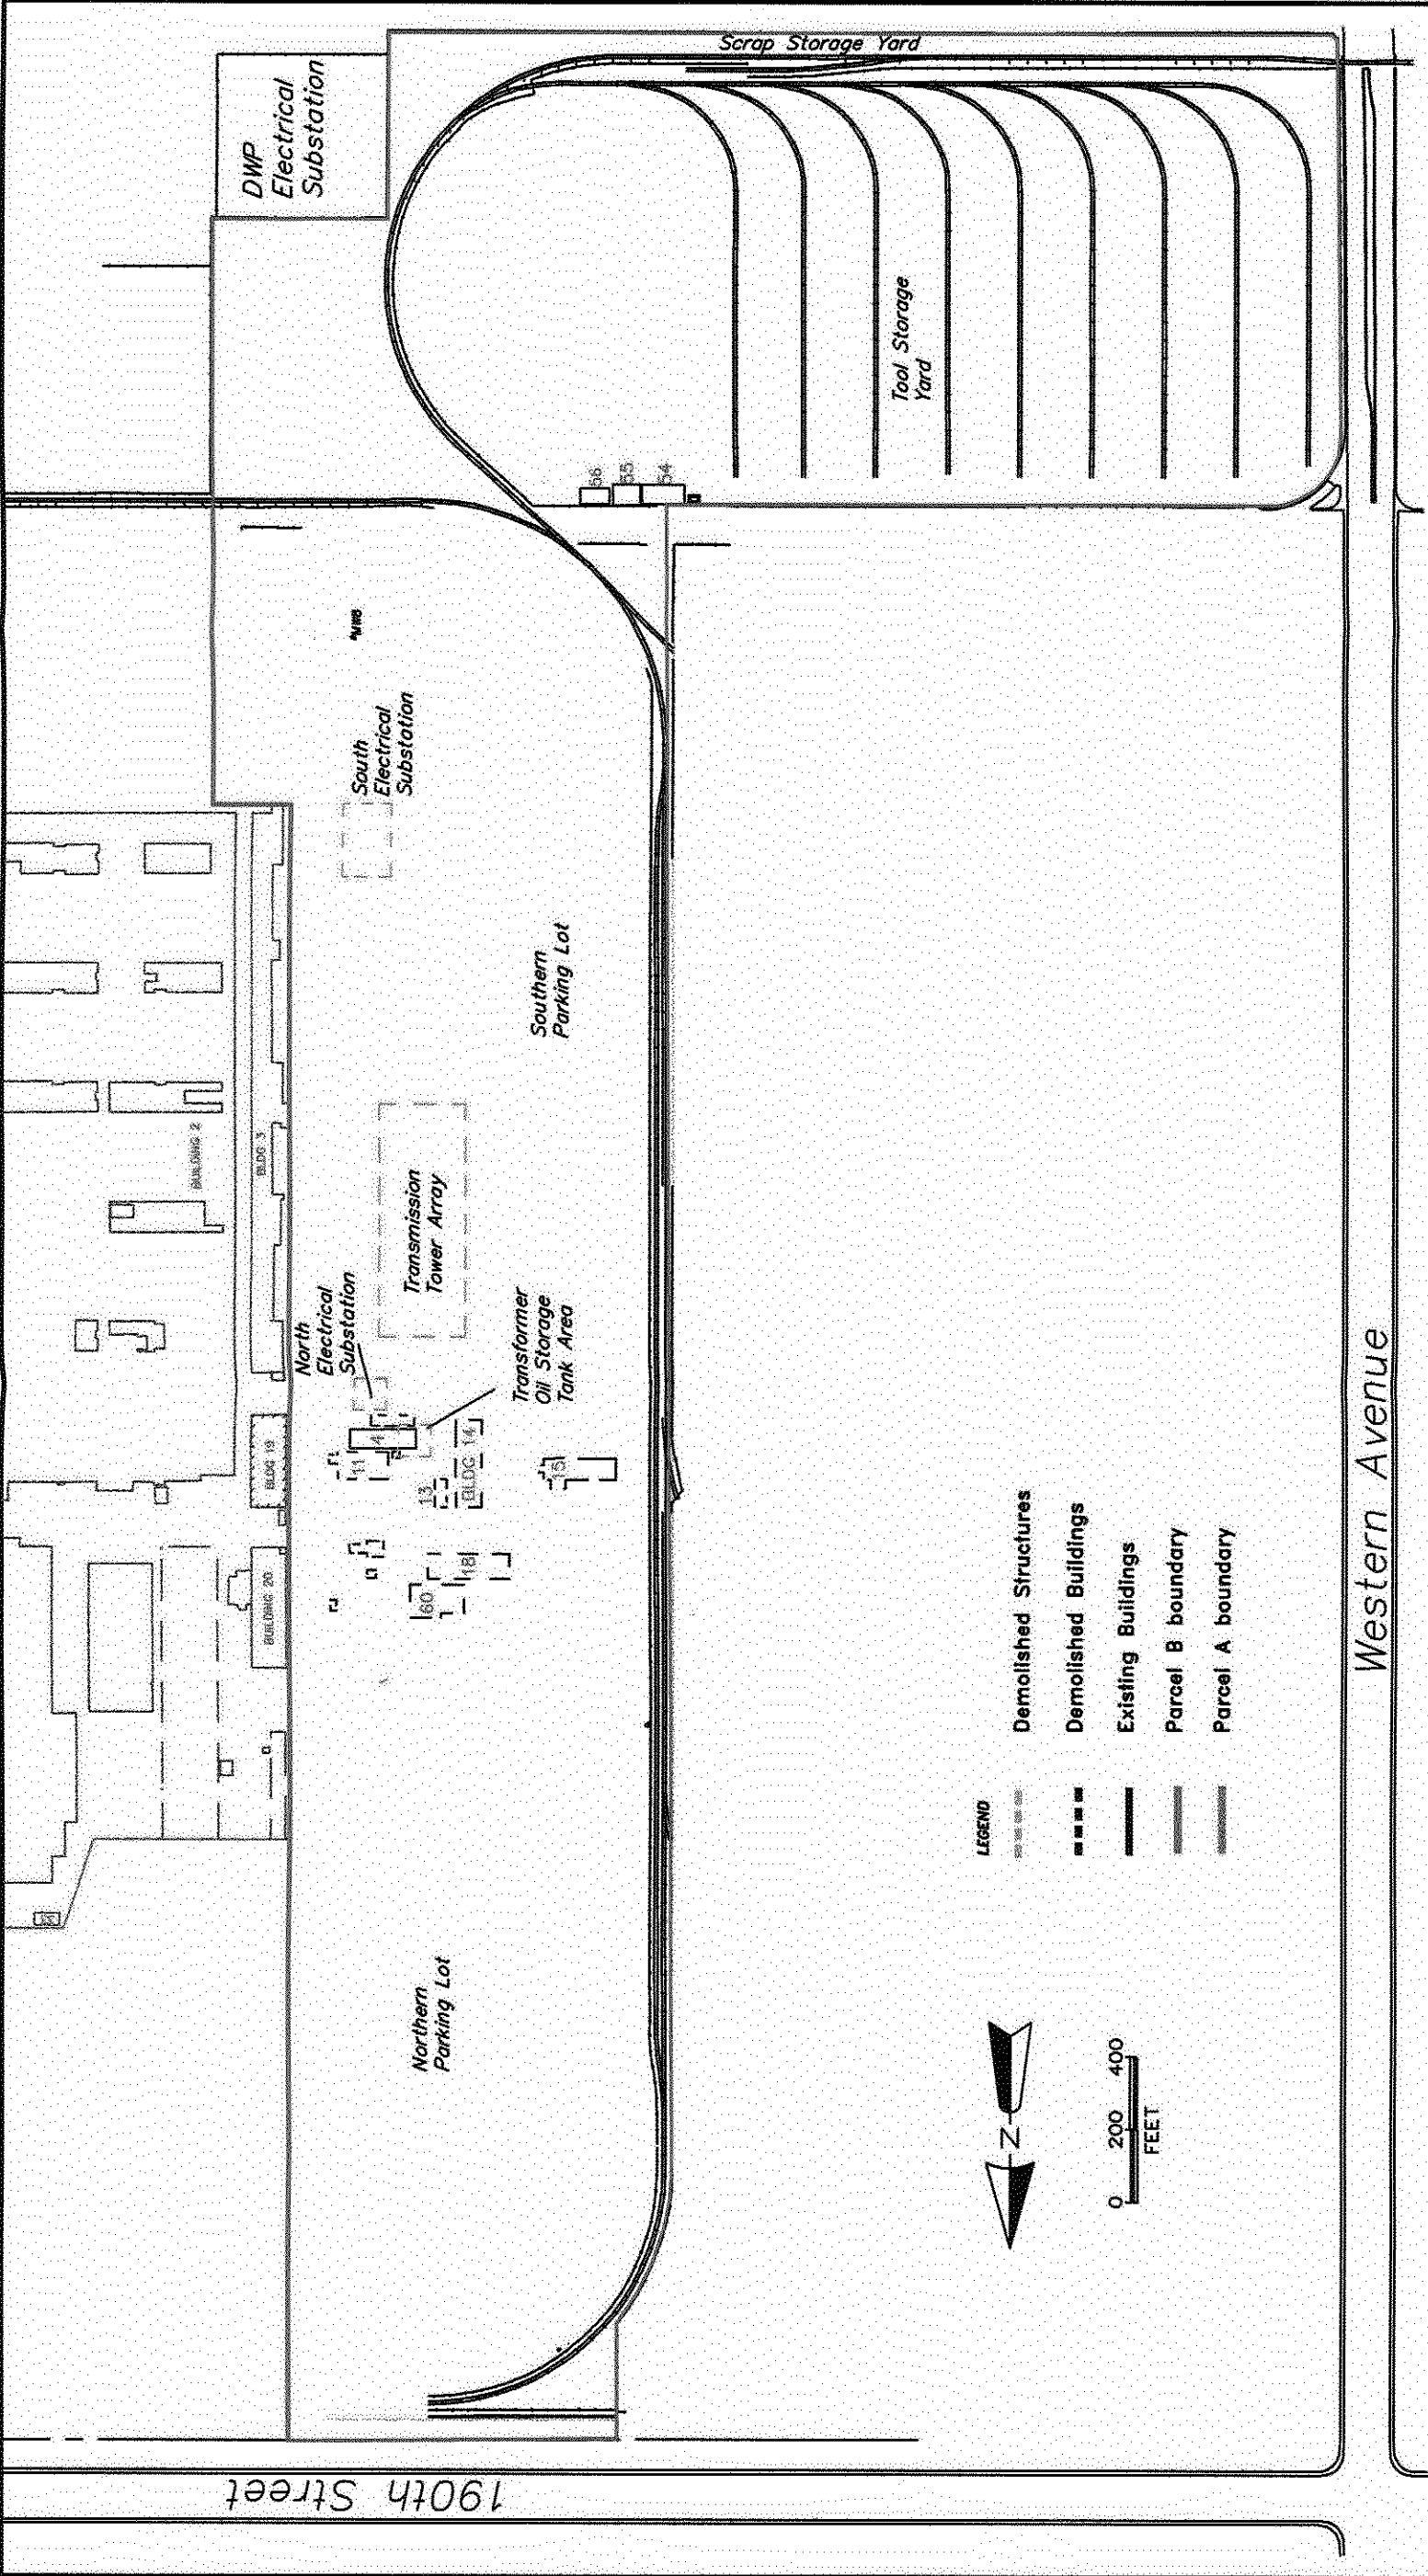 Scrap Storage Yard
DWP
Electrical
Substation
Tool Storage
Yard
56
55
54
MW8
South
Electrical
Substation
Southern
Parking Lot
BUILDING 2
BLDG 3
Transmission
Tower Array
North
Electrical
Substation
Transformer
Oil Storage
Tank Area
BLDG 19
11
4
13
BLDG 14
15
BUILDING 20
60
18
Northern
Parking Lot
LEGEND
Demolished Structures
Demolished Buildings
Existing Buildings
Parcel B boundary
Parcel A boundary
N
0 200 400
FEET
Western Avenue
190th Street